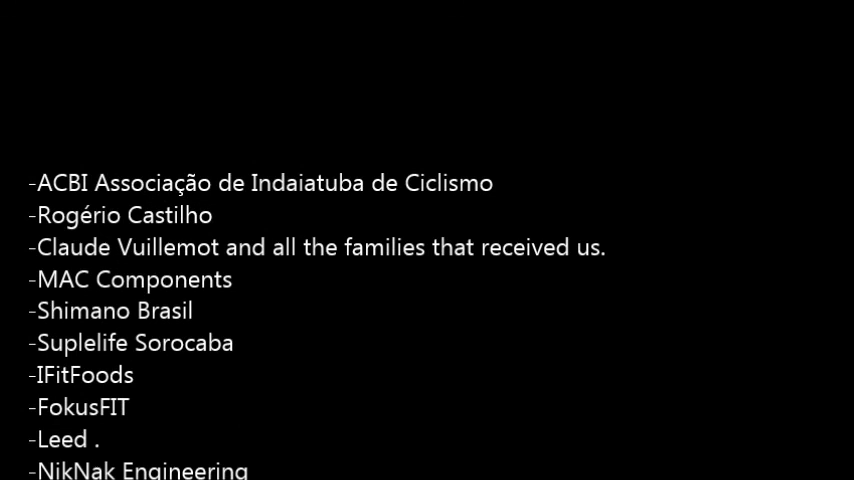 -ACBI Associação de Indaiatuba de Ciclismo
-Rogério Castilho
-Claude Vuillemot and all the families that received us.
-MAC Components
-Shimano Brasil
-Suplelife Sorocaba
-IFitFoods
-FokusFIT
-Leed .
-NikNak Engineering